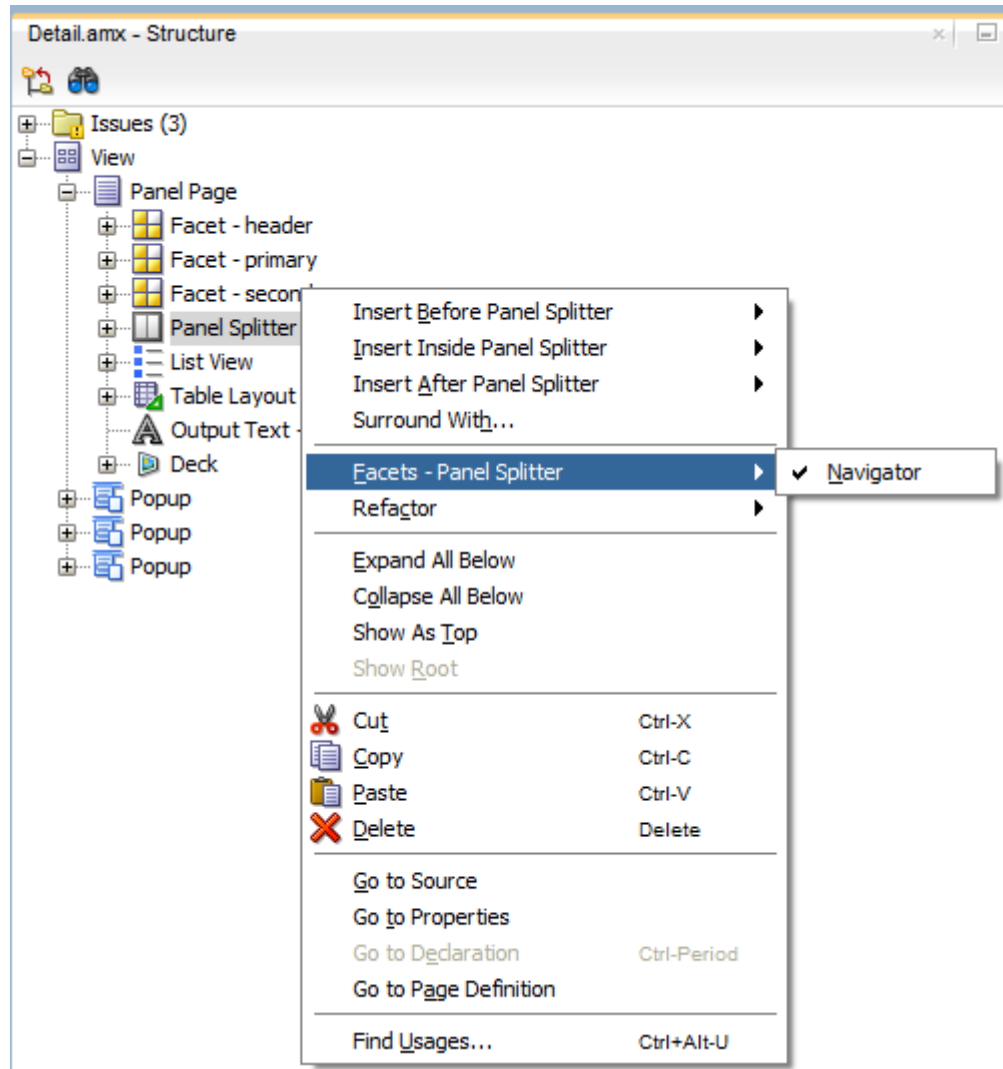 Detail.amx - Structure
Issues (3)
View
Panel Page
Facet - header
Facet - primary
Facet - second
Panel Splitter
List View
Table Layout
Output Text -
Deck
Popup
Popup
Popup
Insert Before Panel Splitter
Insert Inside Panel Splitter
Insert After Panel Splitter
Surround With...
Facets - Panel Splitter
Navigator
Refactor
Expand All Below
Collapse All Below
Show As Top
Show Root
Cut Ctrl-X
Copy Ctrl-C
Paste Ctrl-V
Delete Delete
Go to Source
Go to Properties
Go to Declaration Ctrl-Period
Go to Page Definition
Find Usages... Ctrl+Alt-U